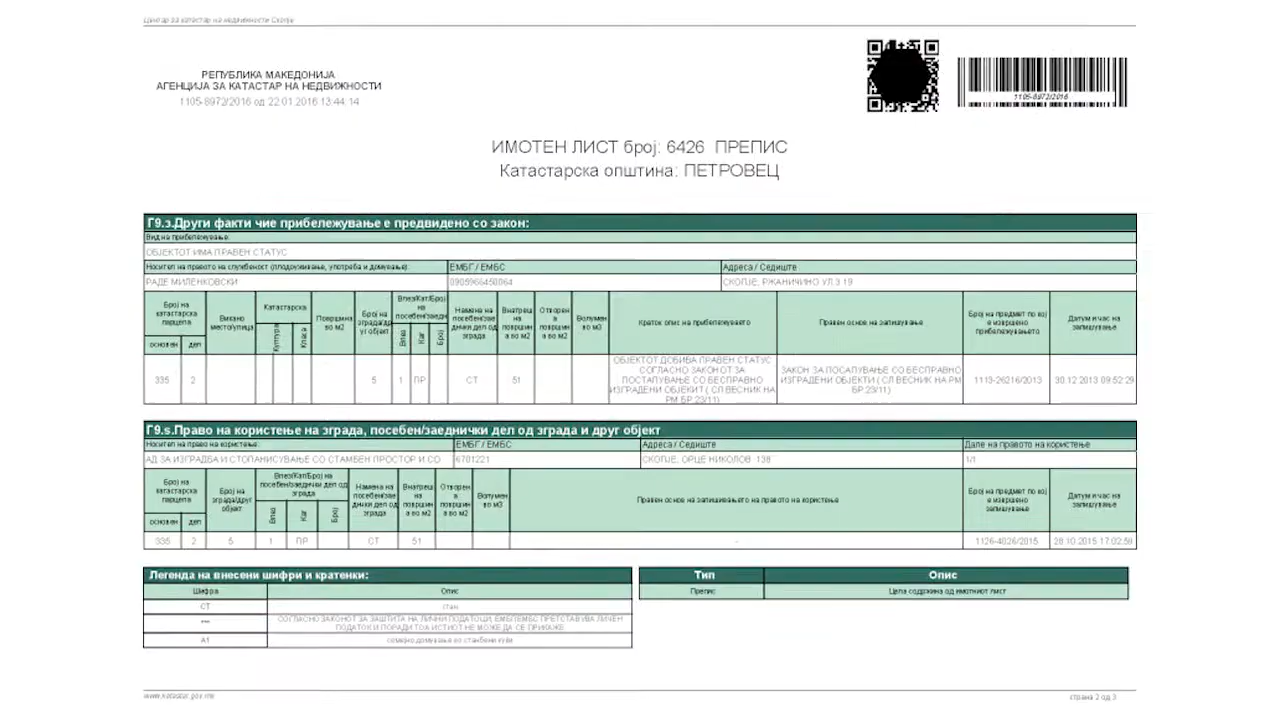 Центар за катастар на недвижности Скопје
РЕПУБЛИКА МАКЕДОНИЈА
АГЕНЦИЈА ЗА КАТАСТАР НА НЕДВИЖНОСТИ
1105-8972/2016 од 22.01.2016 13:44:14
1105-8972/2016
ИМОТЕН ЛИСТ број: 6426 ПРЕПИС
Катастарска општина: ПЕТРОВЕЦ
Г9.з.Други факти чие прибележување е предвидено со закон:
Вид на прибележување:
ОБЈЕКТОТ ИМА ПРАВЕН СТАТУС
Носител на правото на службеност (плодоуживање, употреба и домување): ЕМБГ / ЕМБС Адреса / Седиште
РАДЕ МИЛЕНКОВСКИ 0905966450064 СКОПЈЕ, РЖАНИЧИНО УЛ.3 19
Број на катастарска парцела Викано место/улица Катастарска Површина во м2 Број на зграда/друг објект Влез/Кат/Број на посебен/заедн Намена на посебен/заеднички дел од зграда Внатрешна површина во м2 Отворена површина во м2 Волумен во м3 Краток опис на прибележувањето Правен основ на запишување Број на предмет по кој е извршено прибележувањето Датум и час на запишување
основен дел Култура Класа Влез Кат Број
335 2 5 1 ПР СТ 51 ОБЈЕКТОТ ДОБИВА ПРАВЕН СТАТУС СОГЛАСНО ЗАКОНОТ ЗА ПОСТАПУВАЊЕ СО БЕСПРАВНО ИЗГРАДЕНИ ОБЈЕКИТ ( СЛ ВЕСНИК НА РМ БР.23/11) ЗАКОН ЗА ПОСАПУВАЊЕ СО БЕСПРАВНО ИЗГРАДЕНИ ОБЈЕКТИ ( СЛ ВЕСНИК НА РМ БР.23/11) 1113-26216/2013 30.12.2013 09:52:29
Г9.ѕ.Право на користење на зграда, посебен/заеднички дел од зграда и друг објект
Носител на право на користење: ЕМБГ / ЕМБС Адреса / Седиште Дале на правото на користење
АД ЗА ИЗГРАДБА И СТОПАНИСУВАЊЕ СО СТАМБЕН ПРОСТОР И СО 6701221 СКОПЈЕ, ОРЦЕ НИКОЛОВ 138 1/1
Број на катастарска парцела Број на зграда/друг објект Влез/Кат/Број на посебен/заеднички дел од зграда Намена на посебен/заеднички дел од зграда Внатрешна површина во м2 Отворена површина во м2 Волумен во м3 Правен основ на запишувањето на правото на користење Број на предмет по кој е извршено запишување Датум и час на запишување
основен дел Влез Кат Број
335 2 5 1 ПР СТ 51 - 1126-4026/2015 28.10.2015 17:02:59
Легенда на внесени шифри и кратенки: Тип Опис
Шифра Опис Препис Цела содржина од имотниот лист
СТ стан
*** СОГЛАСНО ЗАКОНОТ ЗА ЗАШТИТА НА ЛИЧНИ ПОДАТОЦИ, ЕМБГ/ЕМБС ПРЕТСТАВУВА ЛИЧЕН
ПОДАТОК И ПОРАДИ ТОА ИСТИОТ НЕ МОЖЕ ДА СЕ ПРИКАЖЕ
А1 семејно домување во станбени куќи
www.katastar.gov.mk страна 2 од 3